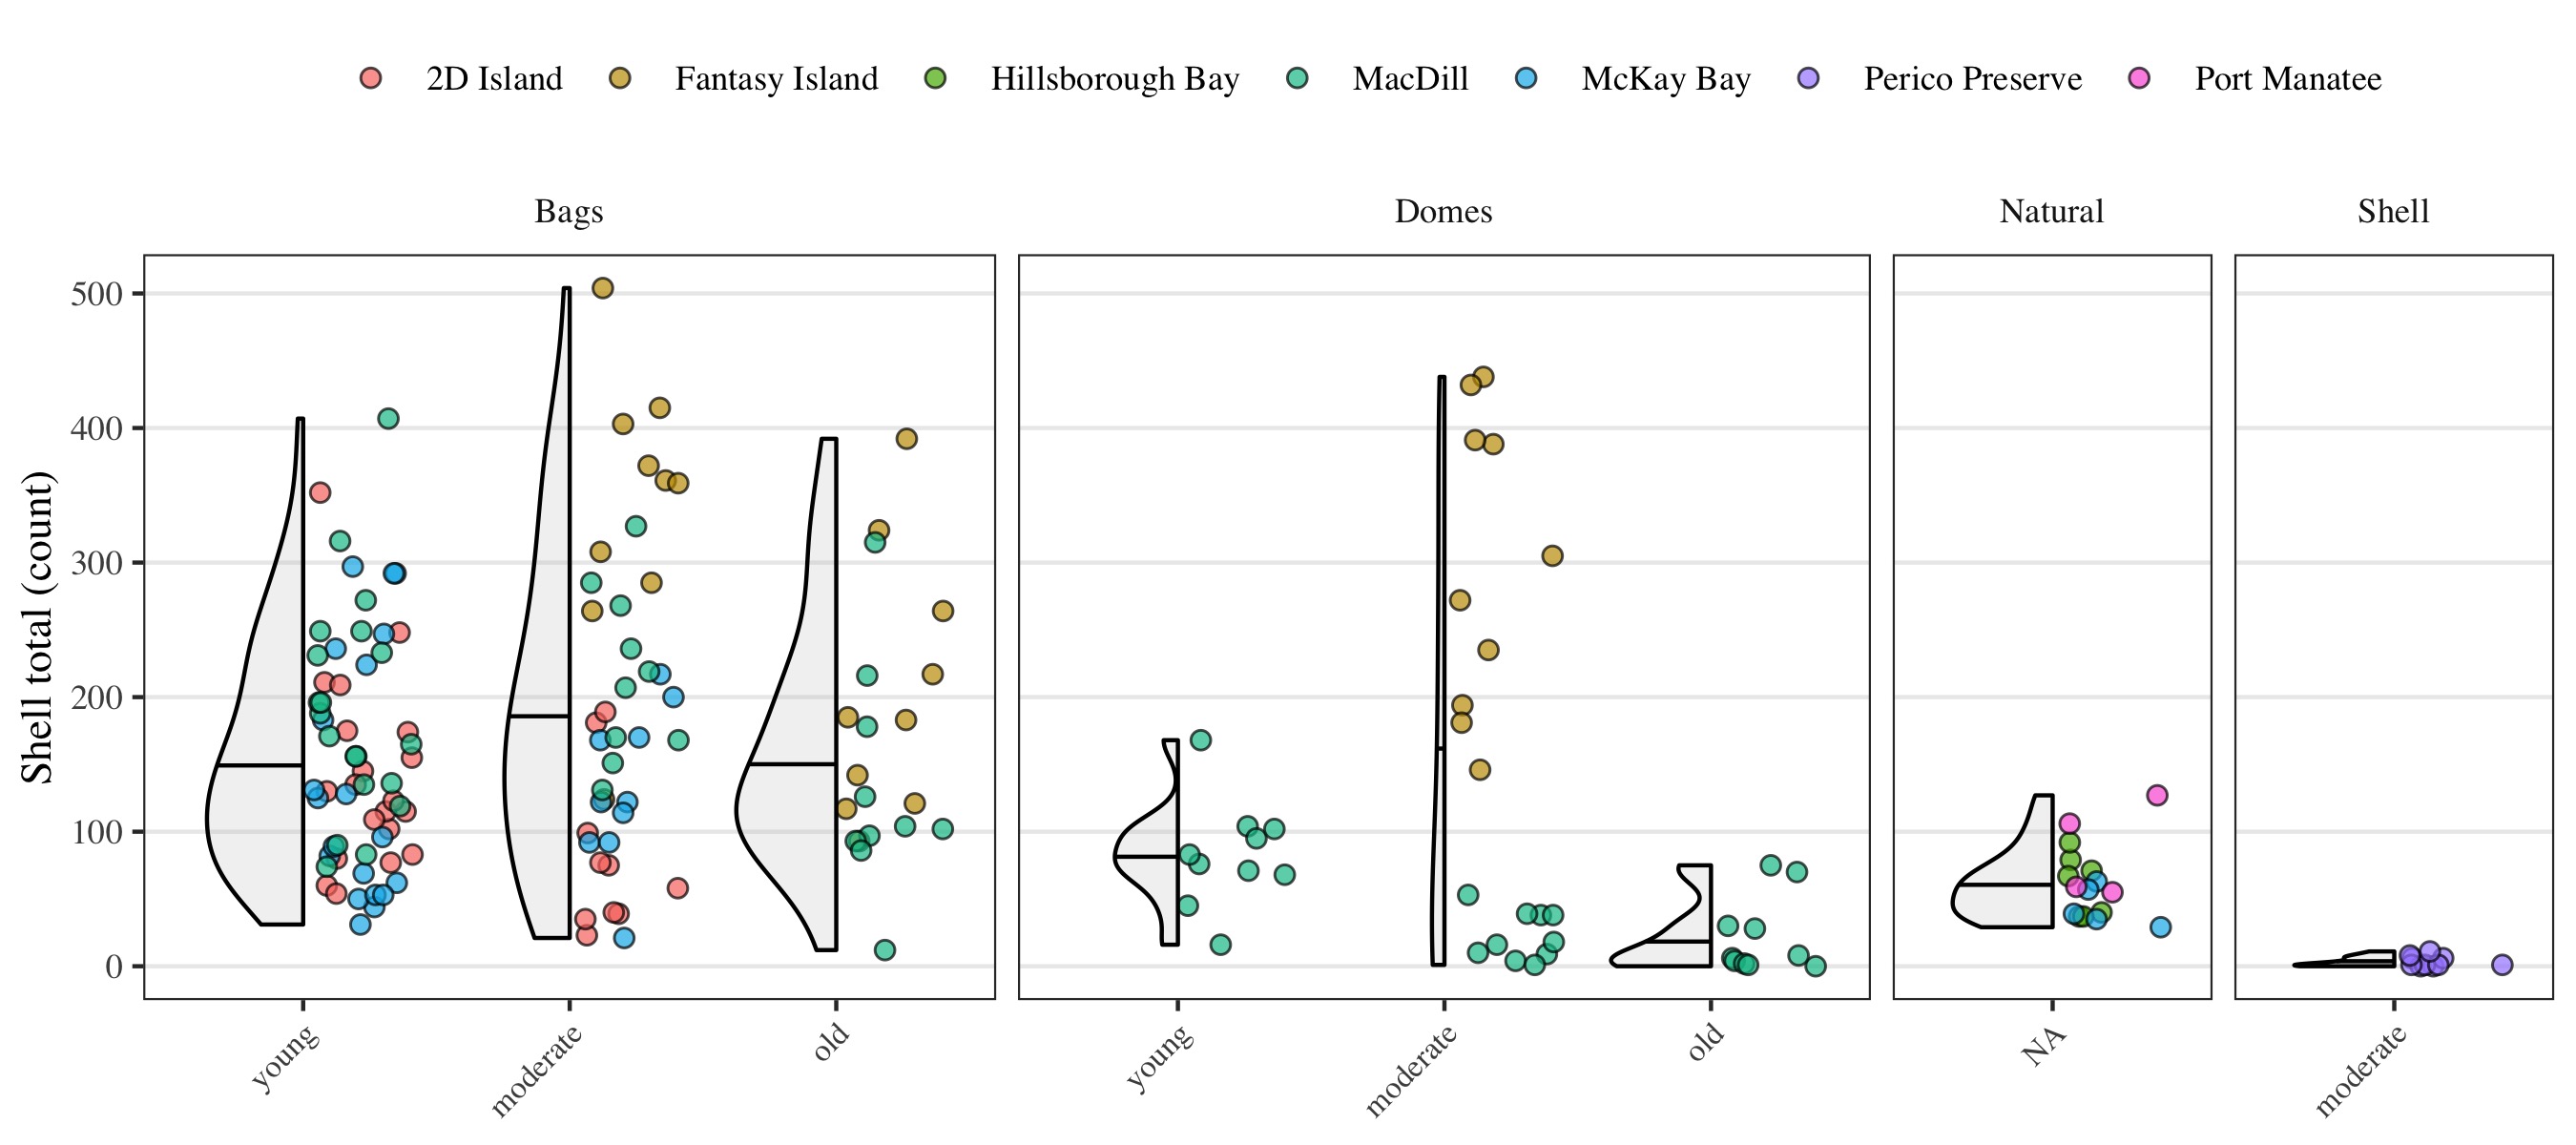 2D Island Fantasy Island Hillsborough Bay MacDill McKay Bay Perico Preserve Port Manatee
Bags Domes Natural Shell
Shell total (count)
500
400
300
200
100
0
young moderate old young moderate old NA moderate